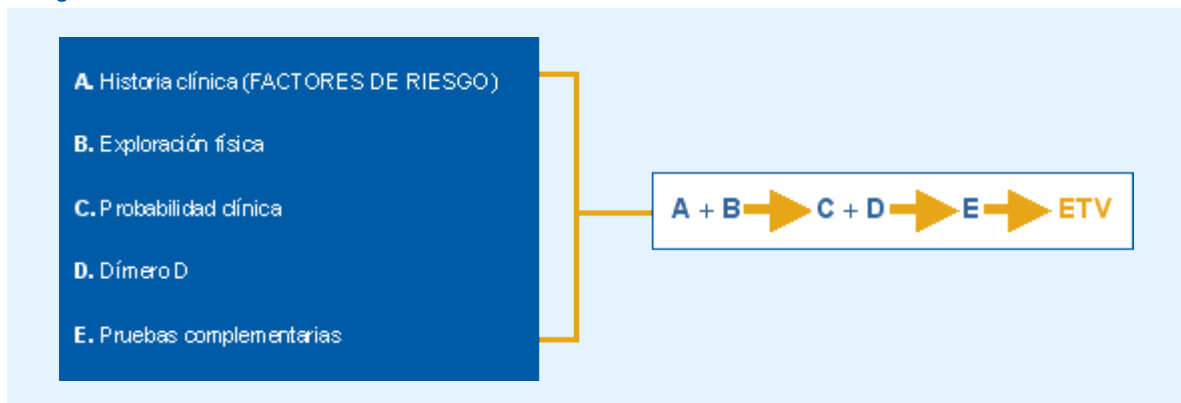 A. Historia clínica (FACTORES DE RIESGO)
B. Exploración física
C. Probabilidad clínica
D. Dímero D
E. Pruebas complementarias
A + B C + D E ETV